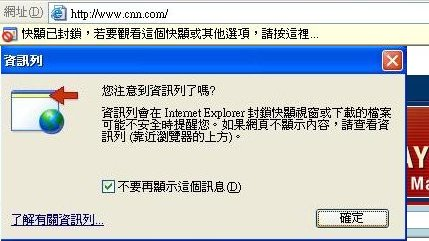 網址(D) http://www.cnn.com/
快顯已封鎖，若要觀看這個快顯或其他選項，請按這裡...
資訊列
您注意到資訊列了嗎?
資訊列會在 Internet Explorer 封鎖快顯視窗或下載的檔案
可能不安全時提醒您。如果網頁不顯示內容，請查看資
訊列 (靠近瀏覽器的上方)。
AY
Ma
不要再顯示這個訊息(D)
了解有關資訊列...
確定